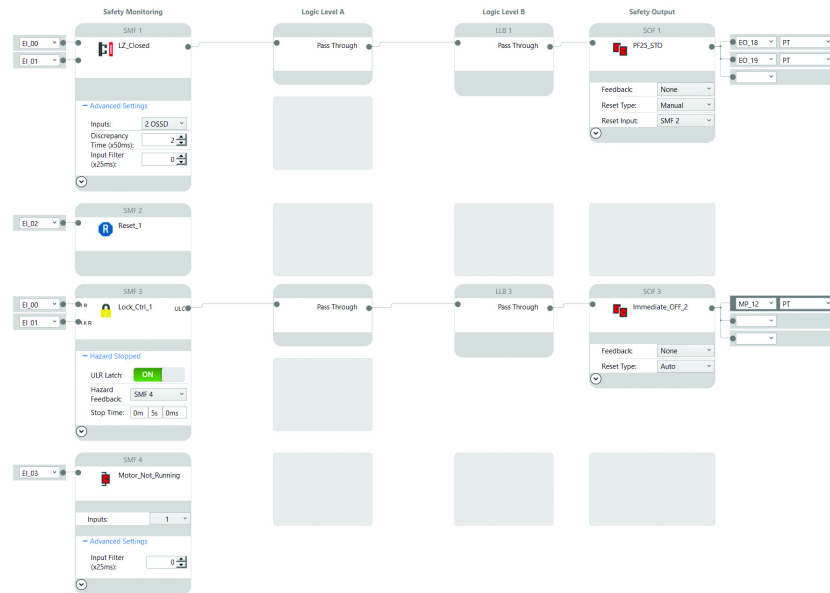 Safety Monitoring
Logic Level A
Logic Level B
Safety Output
SMF 1
LLB 1
SOF 1
EI_00
LZ_Closed
Pass Through
Pass Through
PF25_STO
EO_18
PT
EI_01
EO_19
PT
Feedback:
None
Advanced Settings
Reset Type:
Manual
Inputs:
2 OSSD
Reset Input:
SMF 2
Discrepancy
Time (x50ms):
2
Input Filter
(x25ms):
0
SMF 2
EI_02
R
Reset_1
SMF 3
LLB 3
SOF 3
EI_00
Lock_Ctrl_1
ULC
Pass Through
Pass Through
Immediate_OFF_2
MP_12
PT
EI_01
ULR
Hazard Stopped
Feedback:
None
ULR Latch:
ON
Reset Type:
Auto
Hazard
Feedback:
SMF 4
Stop Time:
0m
5s
0ms
SMF 4
EI_03
Motor_Not_Running
Inputs:
1
Advanced Settings
Input Filter
(x25ms):
0